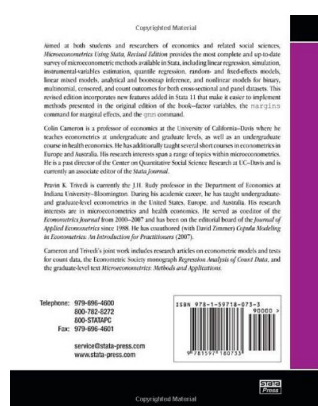 Copyrighted Material
Aimed at both students and researchers of economics and related social sciences,
Microeconometrics Using Stata, Revised Edition provides the most complete and up-to-date
survey of microeconometric methods available in Stata, including linear regression, simulation,
instrumental-variables estimation, quantile regression, random- and fixed-effects models,
linear mixed models, analytical and bootstrap inference, and nonlinear models for binary,
multinomial, censored, and count outcomes for both cross-sectional and panel datasets. This
revised edition incorporates new features added in Stata 11 that make it easier to implement
methods presented in the original edition of the book—factor variables, the margins
command for marginal effects, and the gmm command.
Colin Cameron is a professor of economics at the University of California–Davis where he
teaches econometrics at undergraduate and graduate levels, as well as an undergraduate
course in health economics. He has additionally taught several short courses in econometrics in
Europe and Australia. His research interests span a range of topics within microeconometrics.
He is a past director of the Center on Quantitative Social Science Research at UC–Davis and is
currently an associate editor of the Stata Journal.
Pravin K. Trivedi is currently the J.H. Rudy professor in the Department of Economics at
Indiana University–Bloomington. During his academic career, he has taught undergraduate-
and graduate-level econometrics in the United States, Europe, and Australia. His research
interests are in microeconometrics and health economics. He served as coeditor of the
Econometrics Journal from 2000–2007 and has been on the editorial board of the Journal of
Applied Econometrics since 1988. He has coauthored (with David Zimmer) Copula Modeling
in Econometrics: An Introduction for Practitioners (2007).
Cameron and Trivedi's joint work includes research articles on econometric models and tests
for count data, the Econometric Society monograph Regression Analysis of Count Data, and
the graduate-level text Microeconometrics: Methods and Applications.
Telephone: 979-696-4600
800-782-8272
800-STATAPC
Fax: 979-696-4601
service@stata-press.com
www.stata-press.com
ISBN 978-1-59718-073-3
90000 >
9 781597 180733
Stata
Press
Copyrighted Material